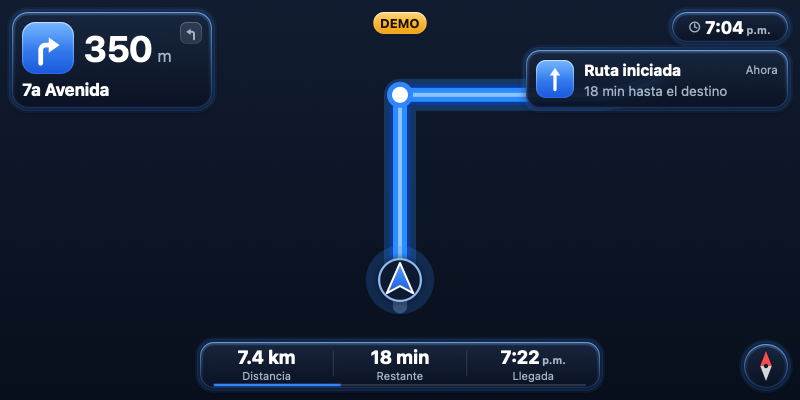 350 m
7a Avenida
DEMO
7:04 p.m.
Ruta iniciada
Ahora
18 min hasta el destino
7.4 km
Distancia
18 min
Restante
7:22 p.m.
Llegada